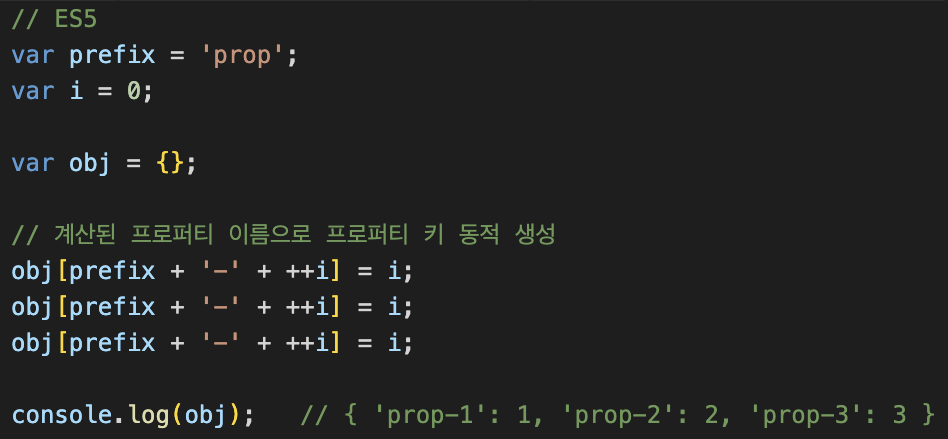 // ES5
var prefix = 'prop';
var i = 0;
var obj = {};
// 계산된 프로퍼티 이름으로 프로퍼티 키 동적 생성
obj[prefix + '-' + ++i] = i;
obj[prefix + '-' + ++i] = i;
obj[prefix + '-' + ++i] = i;
console.log(obj);   // { 'prop-1': 1, 'prop-2': 2, 'prop-3': 3 }